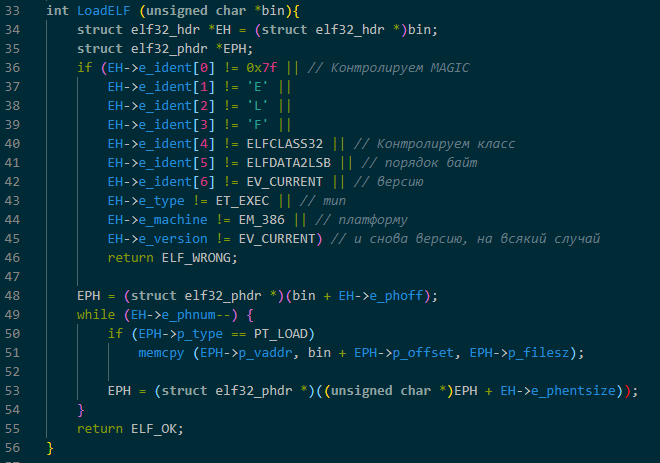 33 int LoadELF (unsigned char *bin){
34     struct elf32_hdr *EH = (struct elf32_hdr *)bin;
35     struct elf32_phdr *EPH;
36     if (EH->e_ident[0] != 0x7f || // Контролируем MAGIC
37         EH->e_ident[1] != 'E' ||
38         EH->e_ident[2] != 'L' ||
39         EH->e_ident[3] != 'F' ||
40         EH->e_ident[4] != ELFCLASS32 || // Контролируем класс
41         EH->e_ident[5] != ELFDATA2LSB || // порядок байт
42         EH->e_ident[6] != EV_CURRENT || // версию
43         EH->e_type != ET_EXEC || // тип
44         EH->e_machine != EM_386 || // платформу
45         EH->e_version != EV_CURRENT) // и снова версию, на всякий случай
46         return ELF_WRONG;
47
48     EPH = (struct elf32_phdr *)(bin + EH->e_phoff);
49     while (EH->e_phnum--) {
50         if (EPH->p_type == PT_LOAD)
51             memcpy (EPH->p_vaddr, bin + EPH->p_offset, EPH->p_filesz);
52
53         EPH = (struct elf32_phdr *)((unsigned char *)EPH + EH->e_phentsize));
54     }
55     return ELF_OK;
56 }